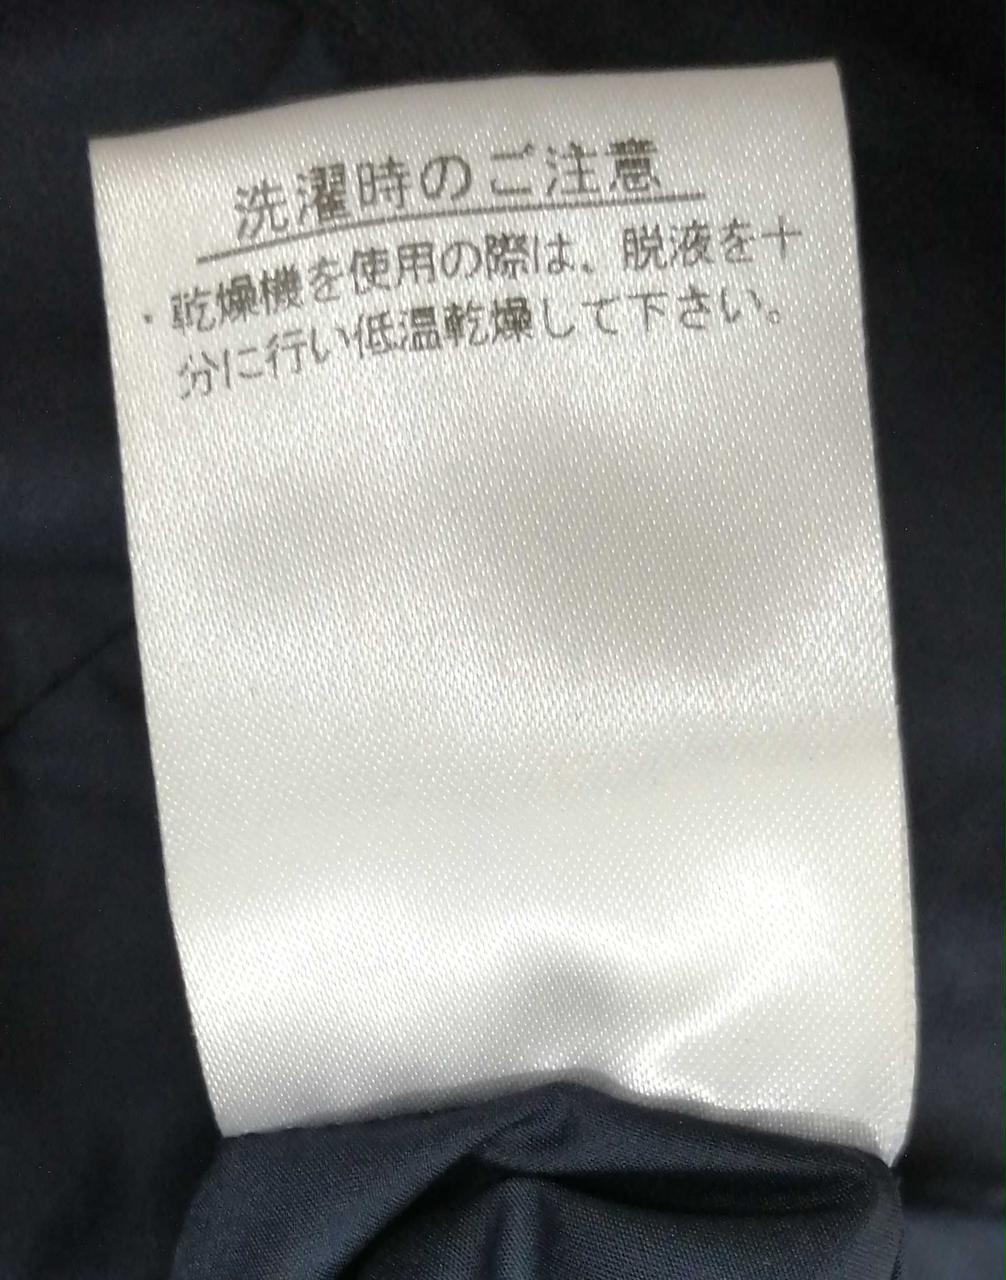 洗濯時のご注意
・乾燥機を使用の際は、脱液を十
分に行い低温乾燥して下さい。